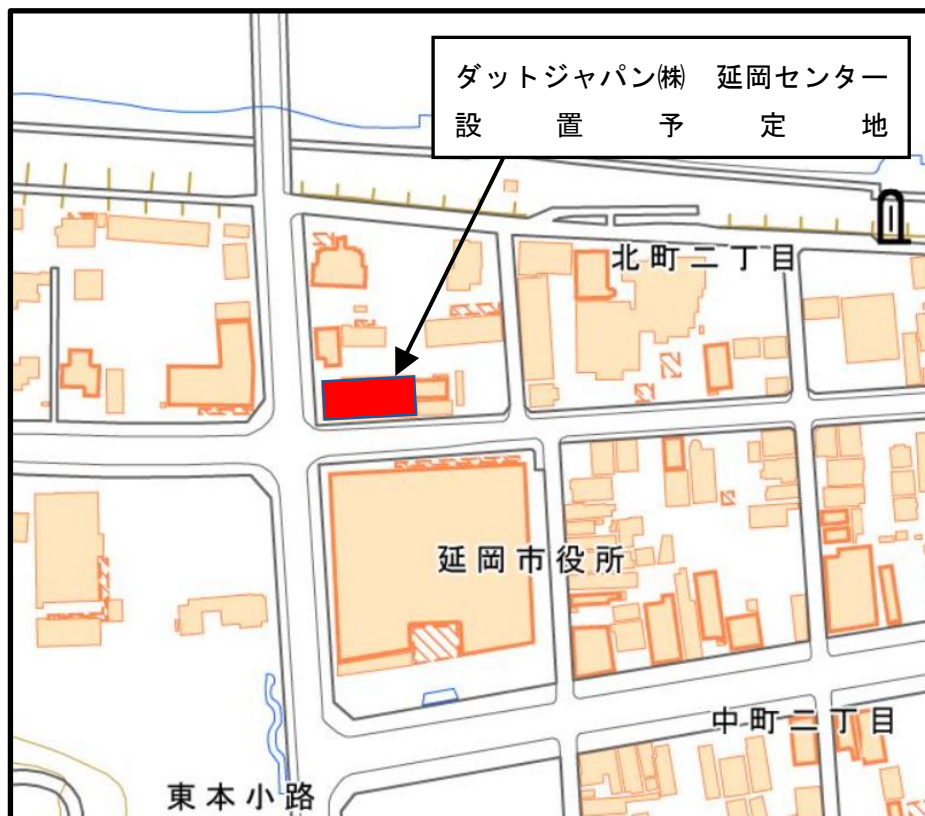 ダットジャパン㈱ 延岡センター
設置予定地
北町二丁目
延岡市役所
中町二丁目
東本小路